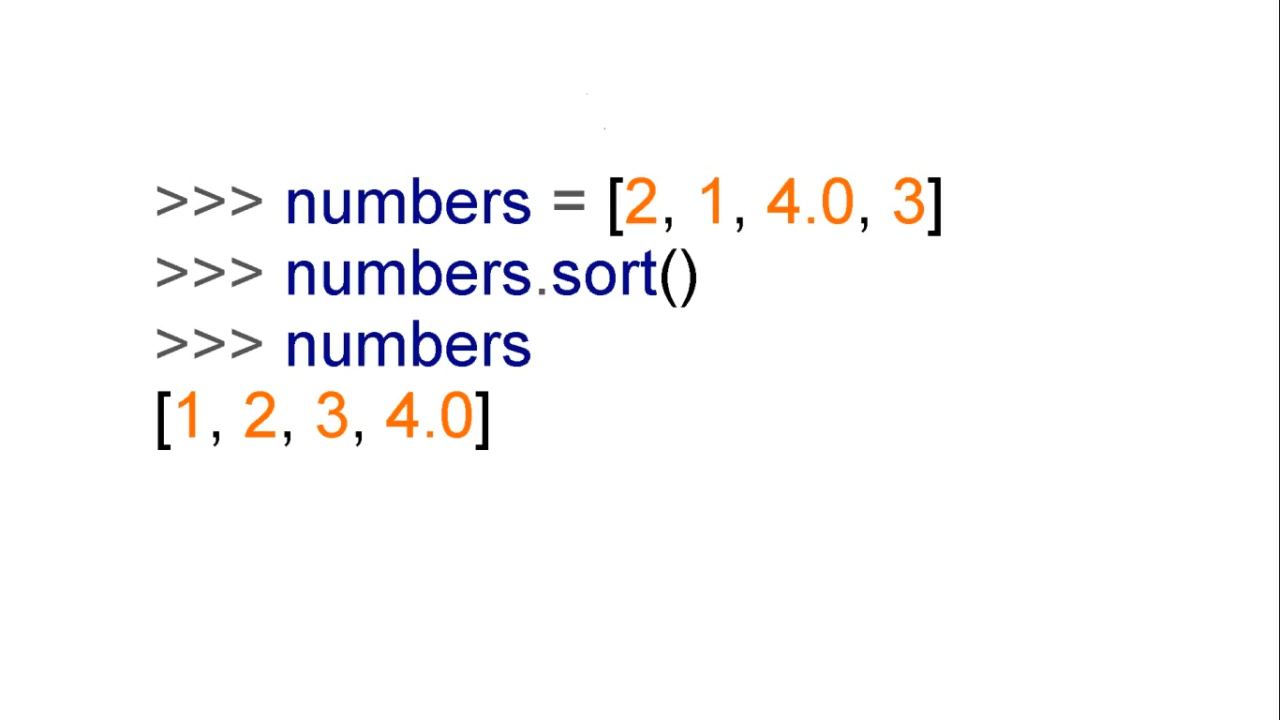 >>> numbers = [2, 1, 4.0, 3]
>>> numbers.sort()
>>> numbers
[1, 2, 3, 4.0]